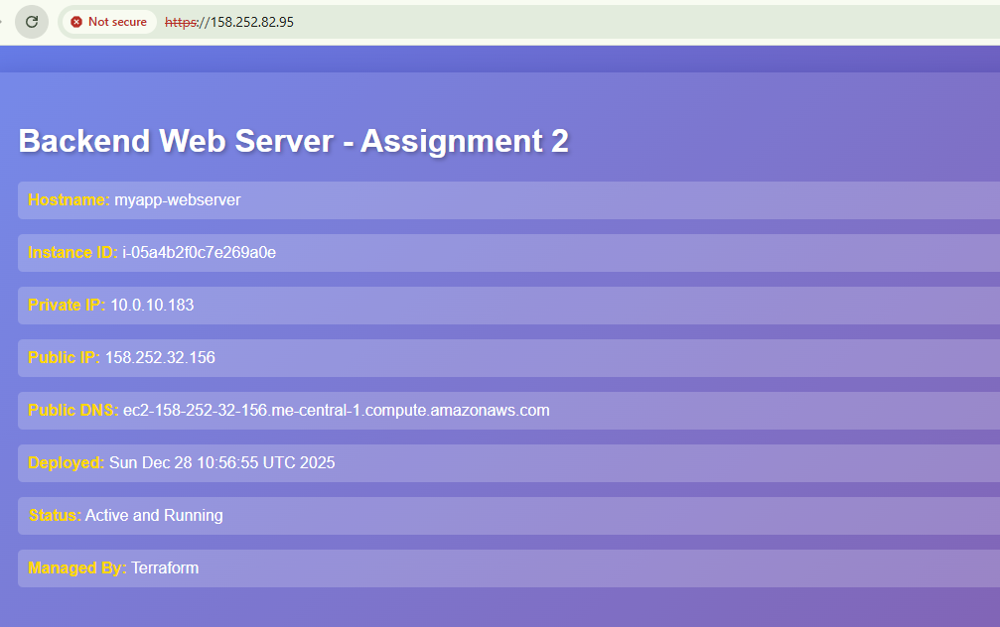 Not secure https://158.252.82.95
Backend Web Server - Assignment 2
Hostname: myapp-webserver
Instance ID: i-05a4b2f0c7e269a0e
Private IP: 10.0.10.183
Public IP: 158.252.32.156
Public DNS: ec2-158-252-32-156.me-central-1.compute.amazonaws.com
Deployed: Sun Dec 28 10:56:55 UTC 2025
Status: Active and Running
Managed By: Terraform